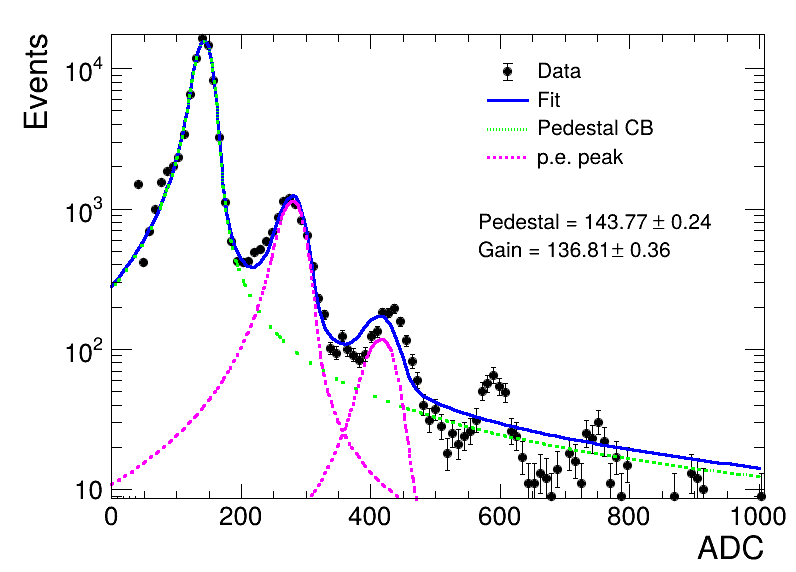 Events
10⁴
10³
10²
10
Data
Fit
Pedestal CB
p.e. peak
Pedestal = 143.77 ± 0.24
Gain = 136.81± 0.36
0 200 400 600 800 1000
ADC